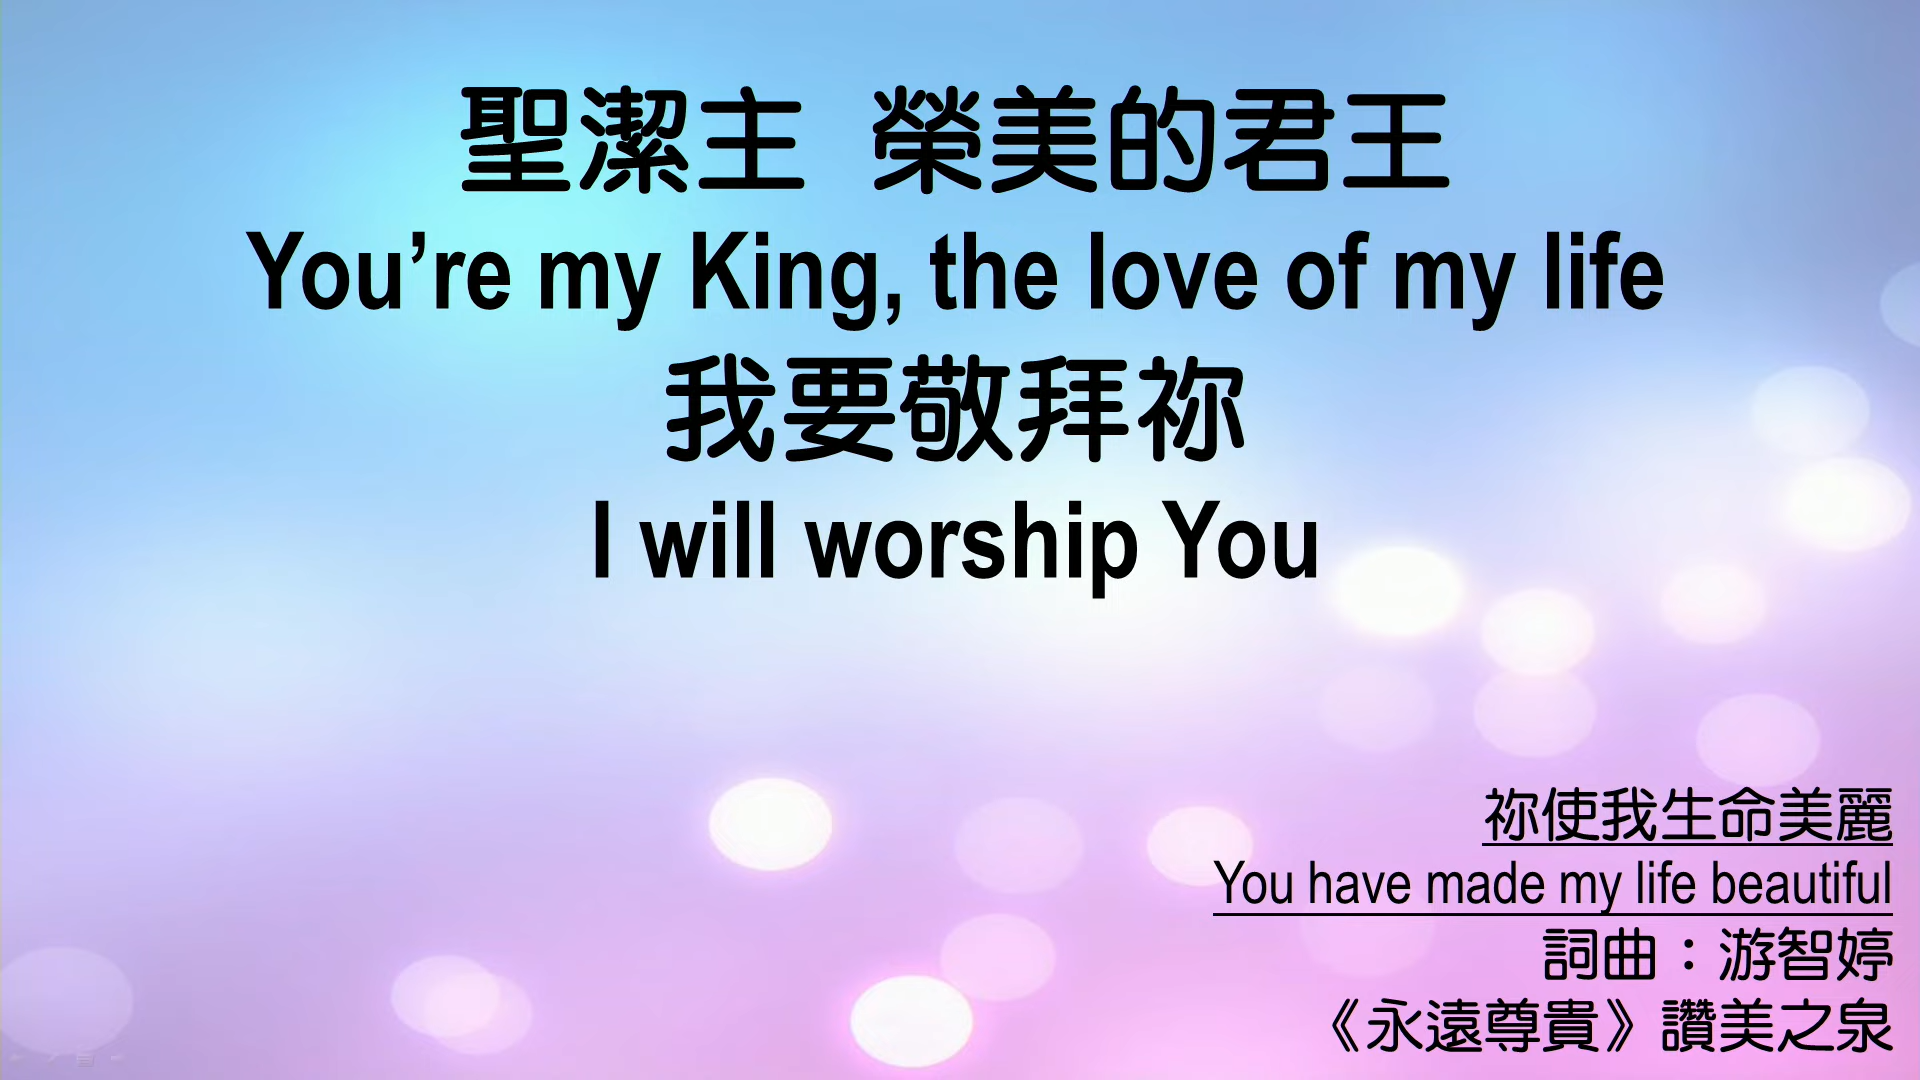 聖潔主 榮美的君王
You’re my King, the love of my life
我要敬拜祢
I will worship You
祢使我生命美麗
You have made my life beautiful
詞曲：游智婷
《永遠尊貴》讚美之泉